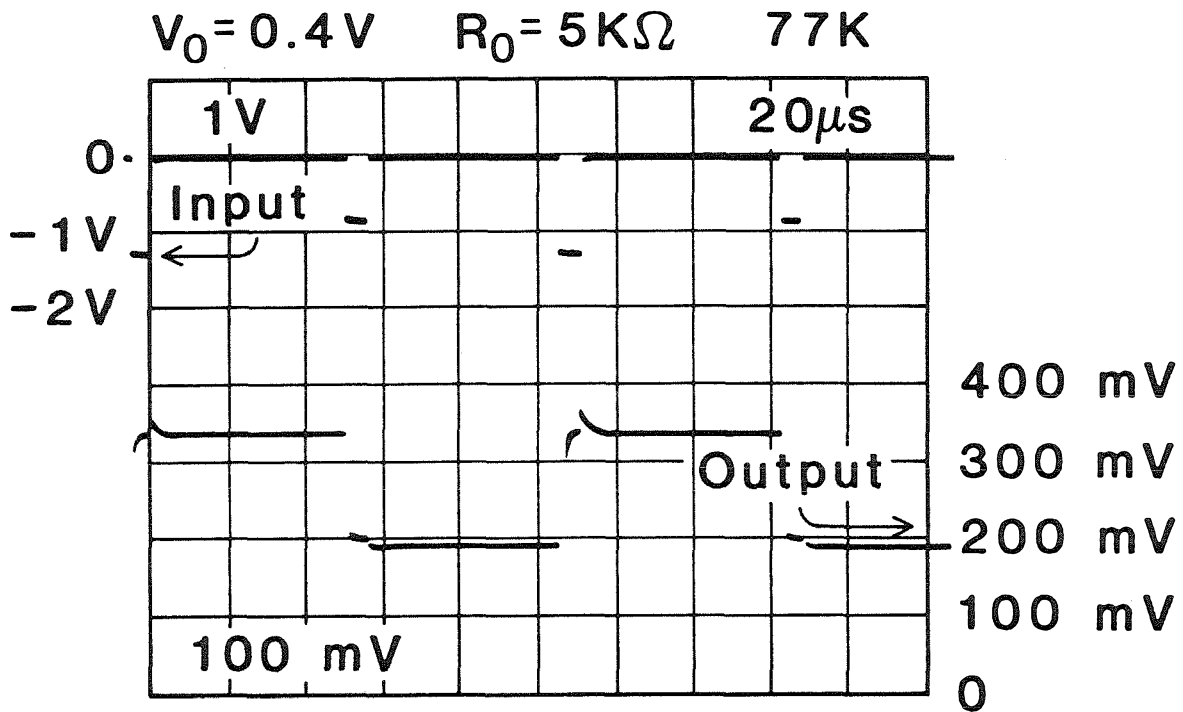 V₀=0.4V R₀=5KΩ 77K
1V 20μs
0
Input
-1V
-2V
400 mV
300 mV
Output
200 mV
100 mV
100 mV
0